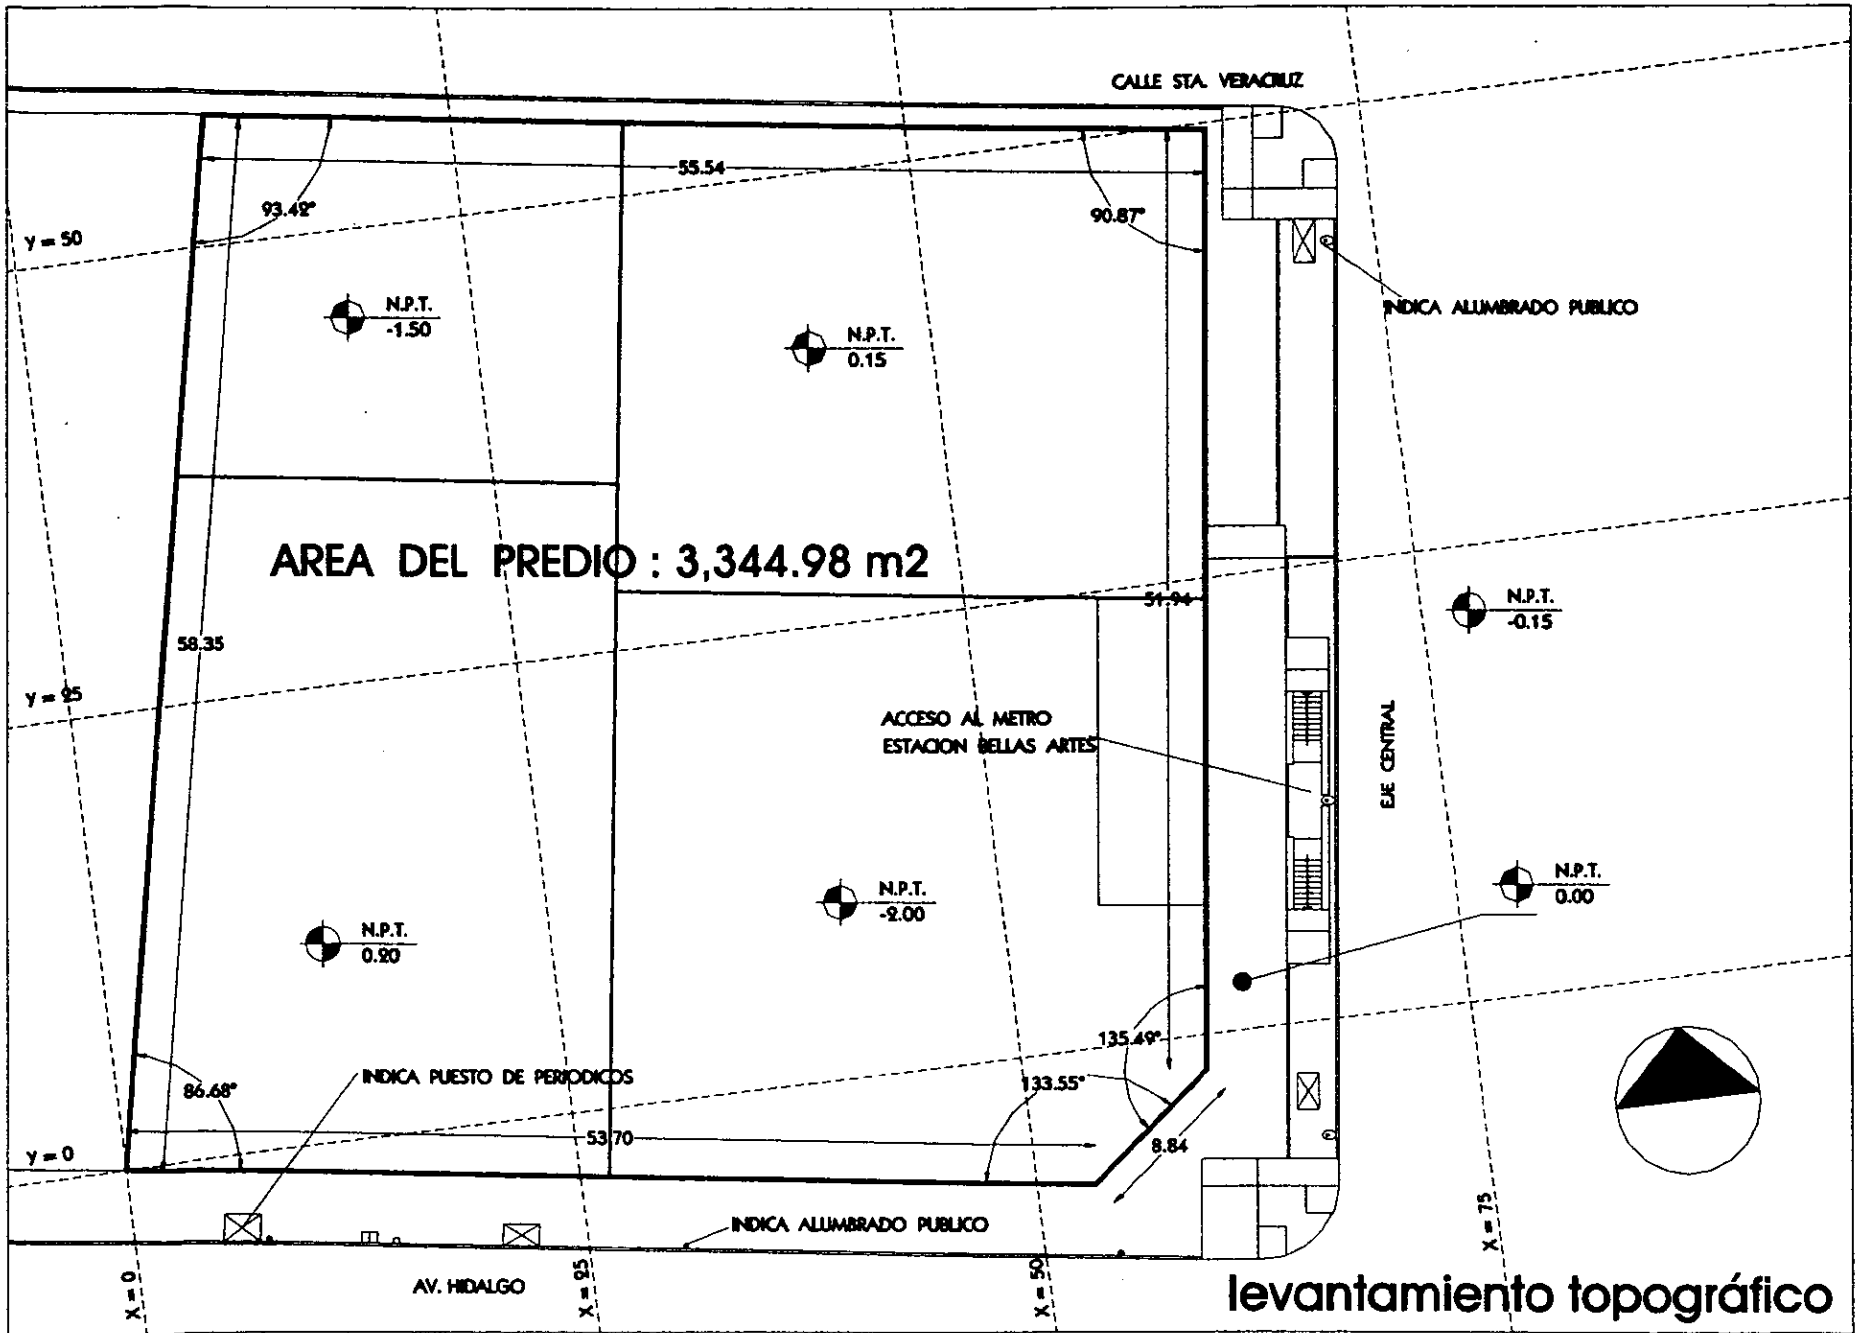 CALLE STA. VERACRUZ
55.54
93.42°
90.87°
y = 50
N.P.T.
-1.50
N.P.T.
0.15
INDICA ALUMBRADO PUBLICO
AREA DEL PREDIO : 3,344.98 m2
51.94
N.P.T.
-0.15
58.35
y = 25
ACCESO AL METRO
ESTACION BELLAS ARTES
EJE CENTRAL
N.P.T.
-2.00
N.P.T.
0.00
N.P.T.
0.20
135.49°
133.55°
INDICA PUESTO DE PERIODICOS
86.68°
53.70
8.84
y = 0
INDICA ALUMBRADO PUBLICO
X = 0
AV. HIDALGO
X = 25
X = 50
X = 75
levantamiento topográfico